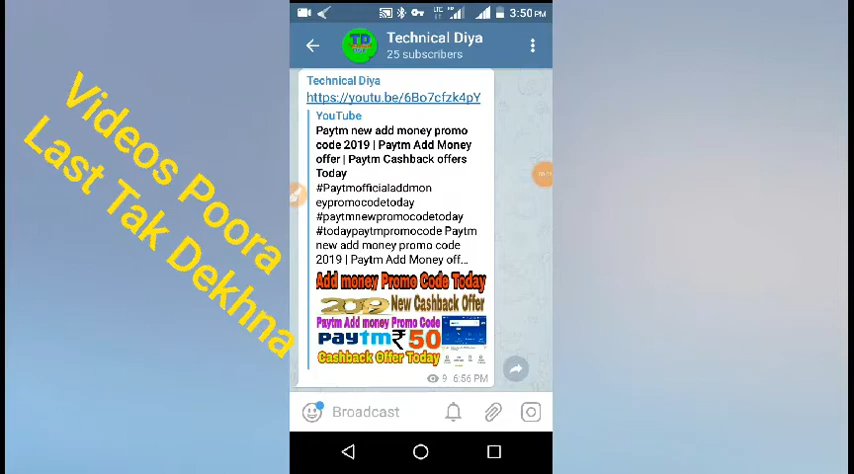 3:50 PM
Technical Diya
25 subscribers
Technical Diya
https://youtu.be/6Bo7cfzk4pY
YouTube
Paytm new add money promo
code 2019 | Paytm Add Money
offer | Paytm Cashback offers
Today
#Paytmofficialaddmon
eypromocodetoday
#paytmnewpromocodetoday
#todaypaytmpromocode Paytm
new add money promo code
2019 | Paytm Add Money off...
Add money Promo Code Today
2019 New Cashback Offer
Paytm Add money Promo Code
Paytm ₹ 50
Cashback Offer Today
9 6:56 PM
Broadcast
Videos Poora
Last Tak Dekhna